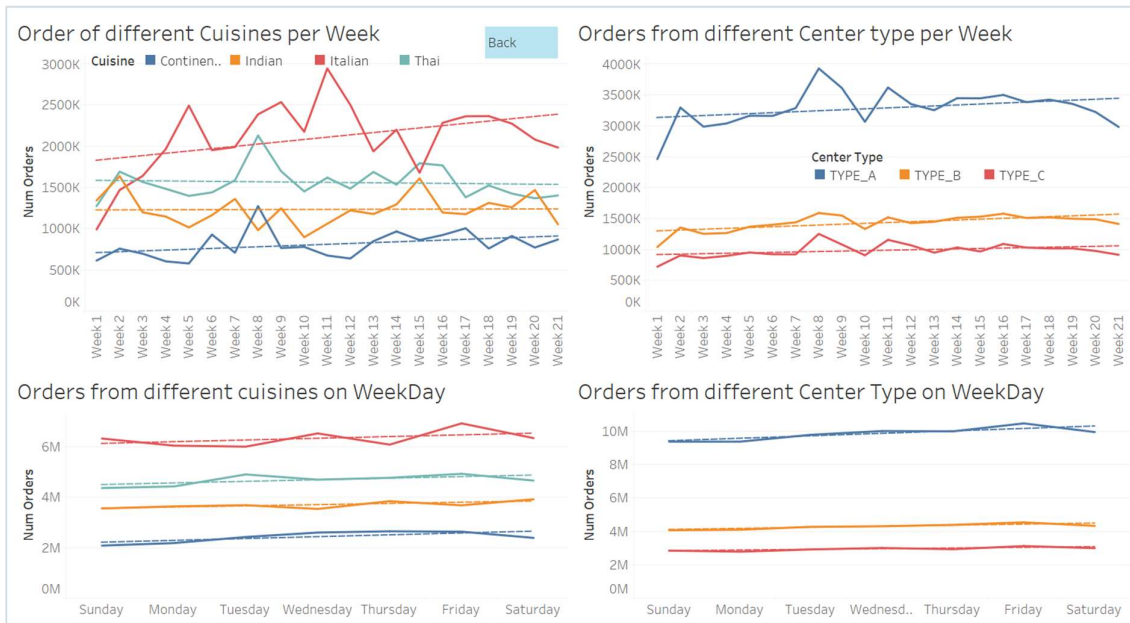 Order of different Cuisines per Week
Back
Cuisine Continen.. Indian Italian Thai
3000K
2500K
2000K
1500K
1000K
500K
0K
Num Orders
Week 1
Week 2
Week 3
Week 4
Week 5
Week 6
Week 7
Week 8
Week 9
Week 10
Week 11
Week 12
Week 13
Week 14
Week 15
Week 16
Week 17
Week 18
Week 19
Week 20
Week 21
Orders from different Center type per Week
4000K
3500K
3000K
2500K
2000K
1500K
1000K
500K
0K
Num Orders
Center Type
TYPE_A TYPE_B TYPE_C
Week 1
Week 2
Week 3
Week 4
Week 5
Week 6
Week 7
Week 8
Week 9
Week 10
Week 11
Week 12
Week 13
Week 14
Week 15
Week 16
Week 17
Week 18
Week 19
Week 20
Week 21
Orders from different cuisines on WeekDay
6M
4M
2M
0M
Num Orders
Sunday Monday Tuesday Wednesday Thursday Friday Saturday
Orders from different Center Type on WeekDay
10M
8M
6M
4M
2M
0M
Num Orders
Sunday Monday Tuesday Wednesd.. Thursday Friday Saturday